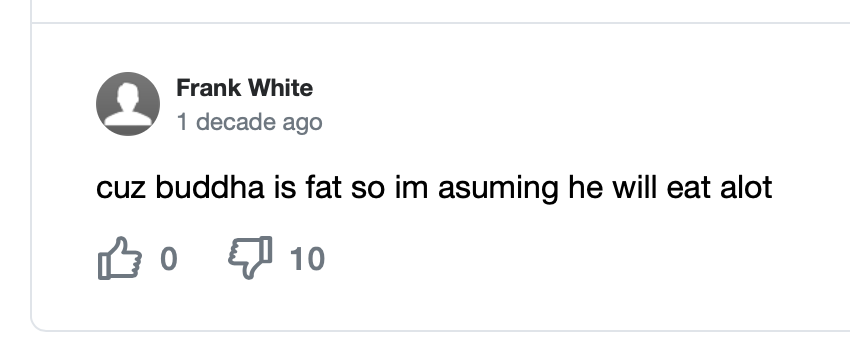 Frank White
1 decade ago
cuz buddha is fat so im asuming he will eat alot
0 10